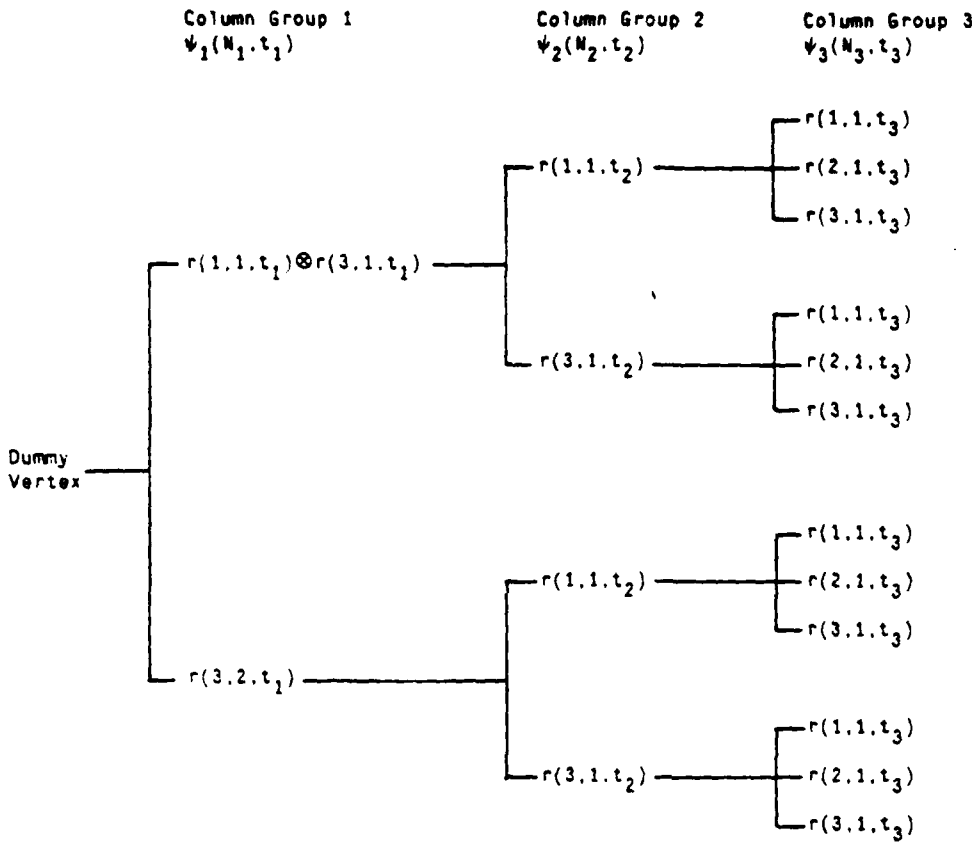 Column Group 1 Column Group 2 Column Group 3
ψ₁(N₁,t₁) ψ₂(N₂,t₂) ψ₃(N₃,t₃)
r(1,1,t₃)
r(1,1,t₂) r(2,1,t₃)
r(3,1,t₃)
r(1,1,t₁)⊗r(3,1,t₁)
r(1,1,t₃)
r(3,1,t₂) r(2,1,t₃)
r(3,1,t₃)
Dummy
Vertex
r(1,1,t₃)
r(1,1,t₂) r(2,1,t₃)
r(3,1,t₃)
r(3,2,t₁)
r(1,1,t₃)
r(3,1,t₂) r(2,1,t₃)
r(3,1,t₃)